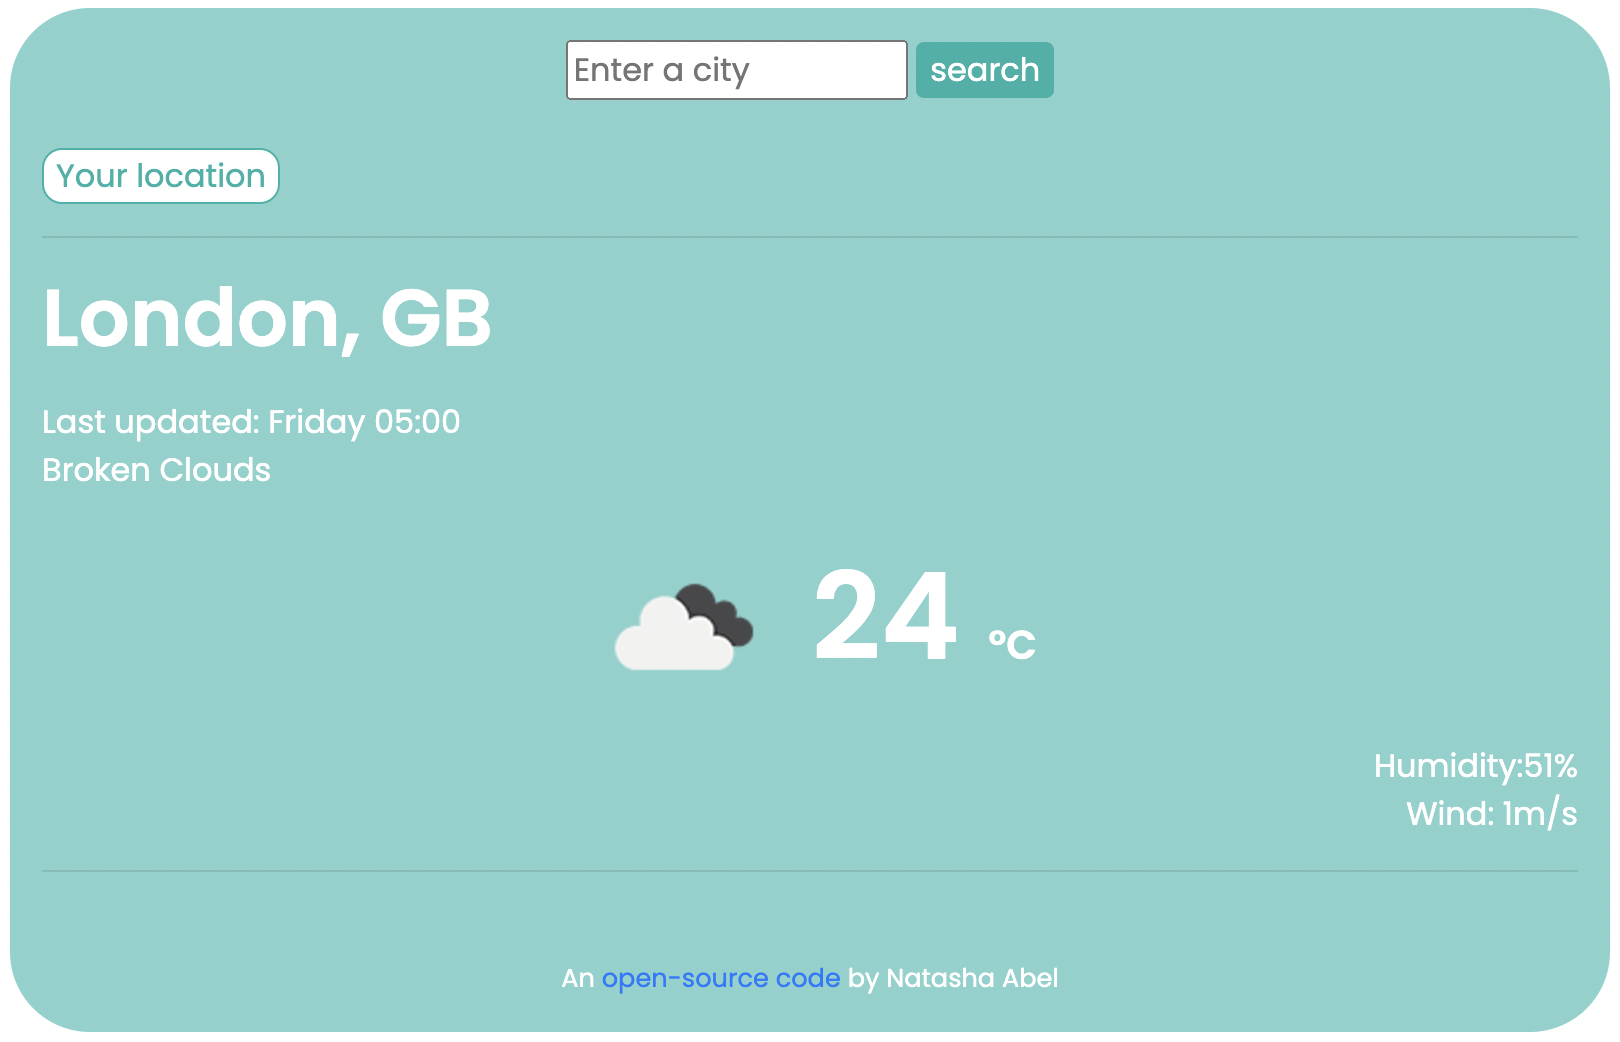 Enter a city
search
Your location
London, GB
Last updated: Friday 05:00
Broken Clouds
24 °C
Humidity:51%
Wind: 1m/s
An open-source code by Natasha Abel